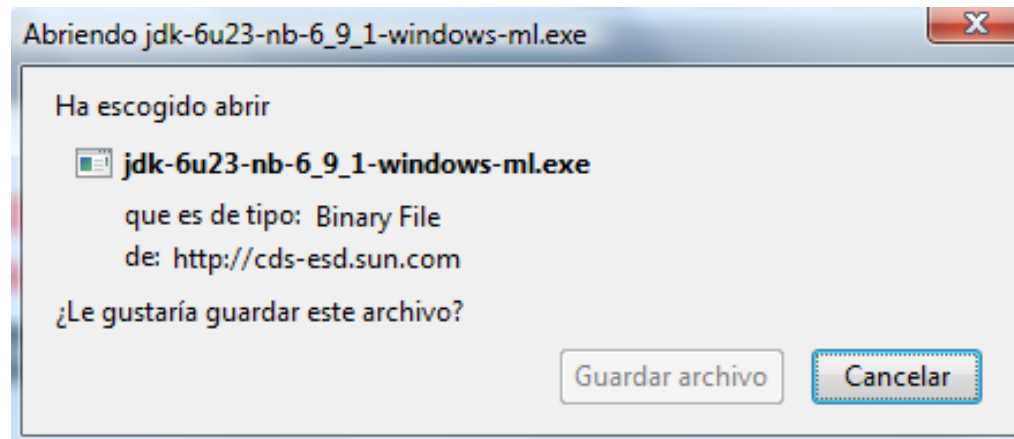 Abriendo jdk-6u23-nb-6_9_1-windows-ml.exe
Ha escogido abrir
jdk-6u23-nb-6_9_1-windows-ml.exe
que es de tipo: Binary File
de: http://cds-esd.sun.com
¿Le gustaría guardar este archivo?
Guardar archivo Cancelar